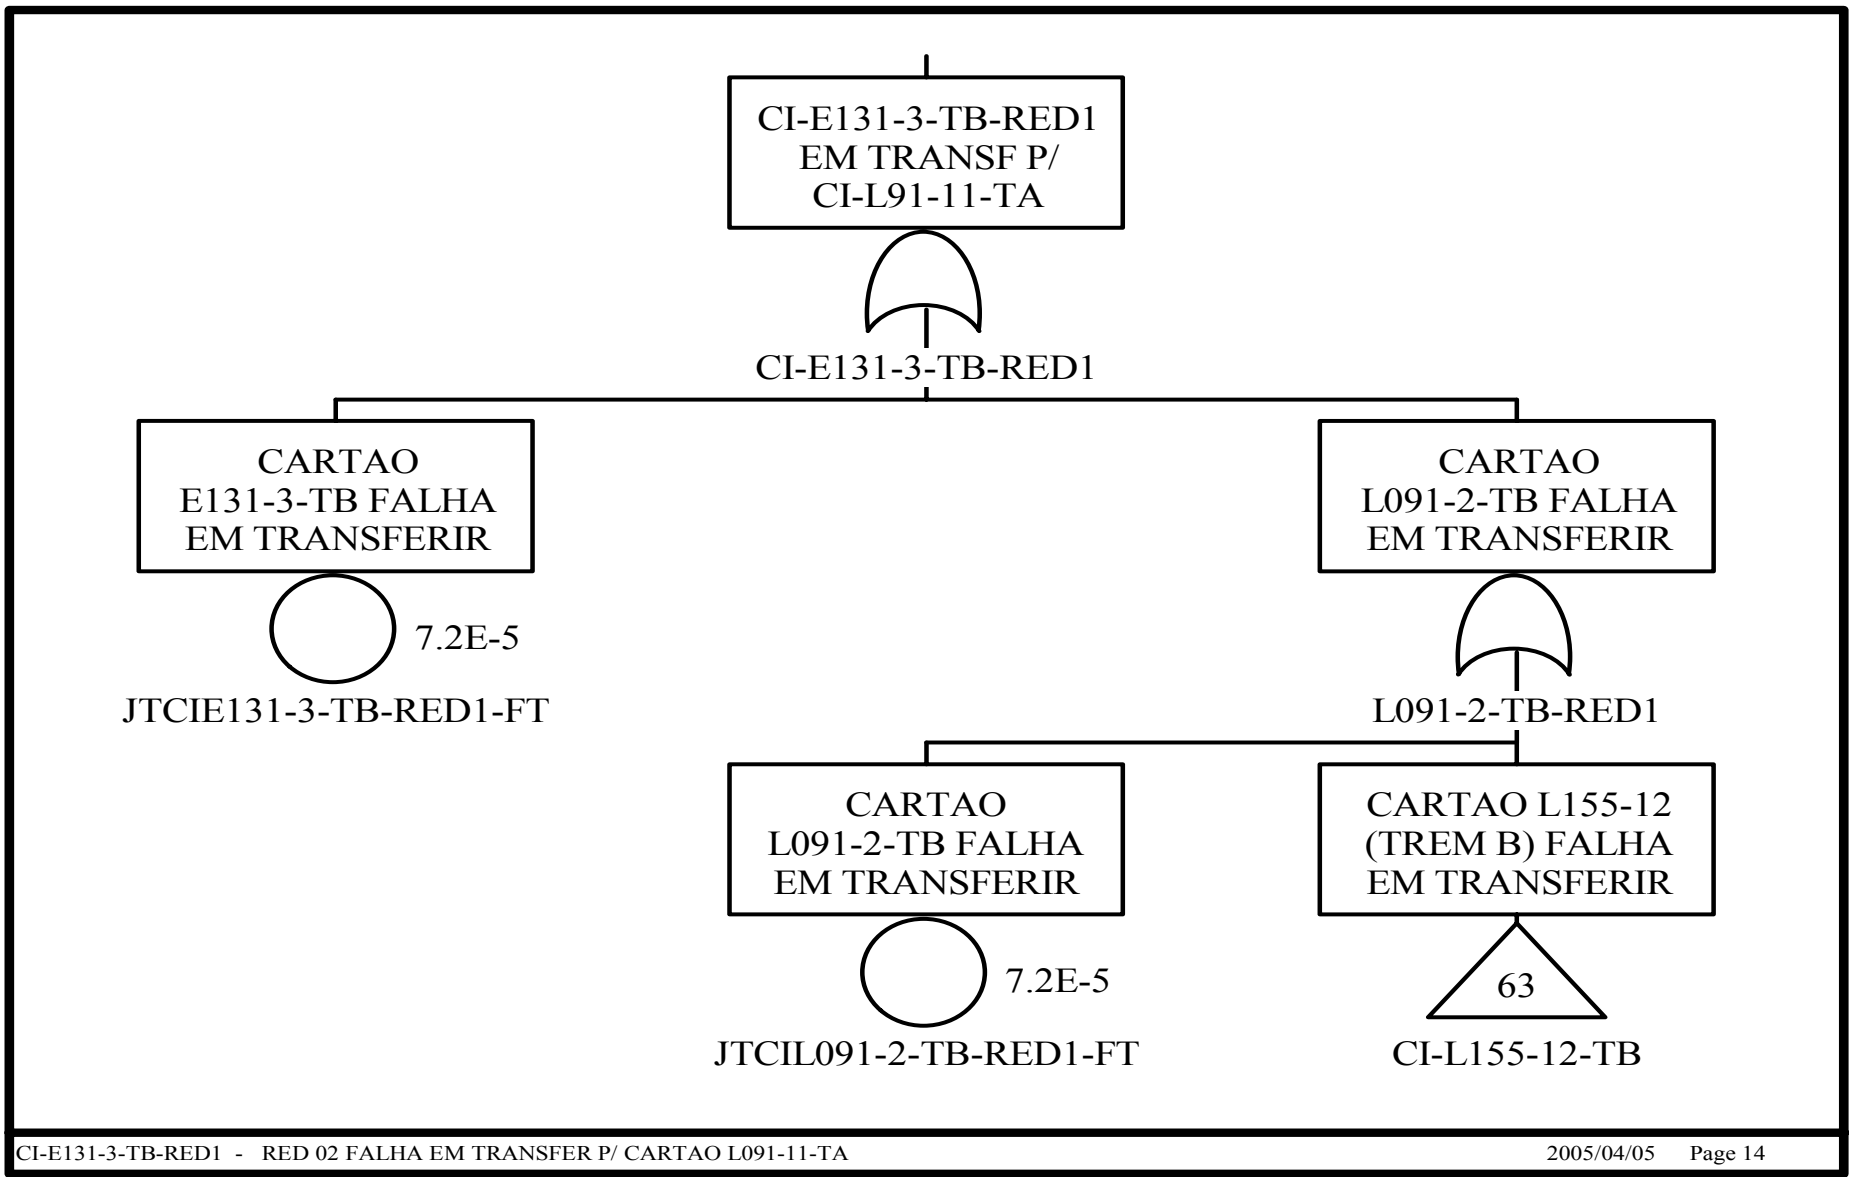 CI-E131-3-TB-RED1
EM TRANSF P/
CI-L91-11-TA
CI-E131-3-TB-RED1
CARTAO
E131-3-TB FALHA
EM TRANSFERIR
7.2E-5
JTCIE131-3-TB-RED1-FT
CARTAO
L091-2-TB FALHA
EM TRANSFERIR
L091-2-TB-RED1
CARTAO
L091-2-TB FALHA
EM TRANSFERIR
7.2E-5
JTCIL091-2-TB-RED1-FT
CARTAO L155-12
(TREM B) FALHA
EM TRANSFERIR
63
CI-L155-12-TB
CI-E131-3-TB-RED1 - RED 02 FALHA EM TRANSFER P/ CARTAO L091-11-TA
2005/04/05 Page 14